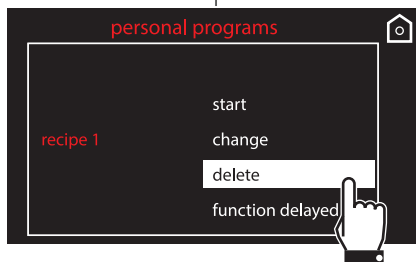 personal programs
start
recipe 1
change
delete
function delayed